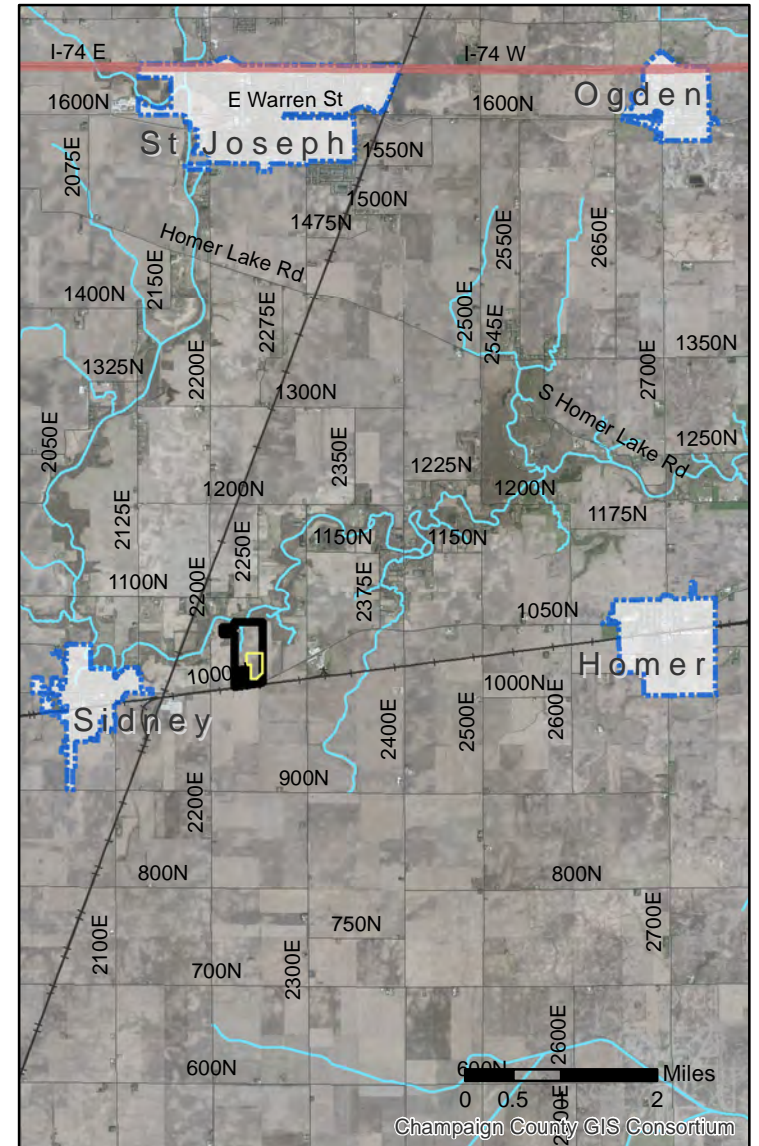 I-74 E
I-74 W
Ogden
1600N
E Warren St
1600N
St Joseph
1550N
2075E
1500N
1475N
Homer Lake Rd
2550E
2650E
2150E
1400N
2275E
2500E
2545E
1350N
1325N
2200E
2700E
1300N
S Homer Lake Rd
2050E
2350E
1250N
1225N
1200N
1200N
2125E
1175N
2250E
1150N
1150N
1100N
2200E
2375E
1050N
Homer
1000
1000N
Sidney
2400E
2500E
2600E
900N
2200E
800N
800N
2100E
750N
2700E
700N
2300E
2600E
600N
600N
Miles
0 0.5 1 2
Champaign County GIS Consortium